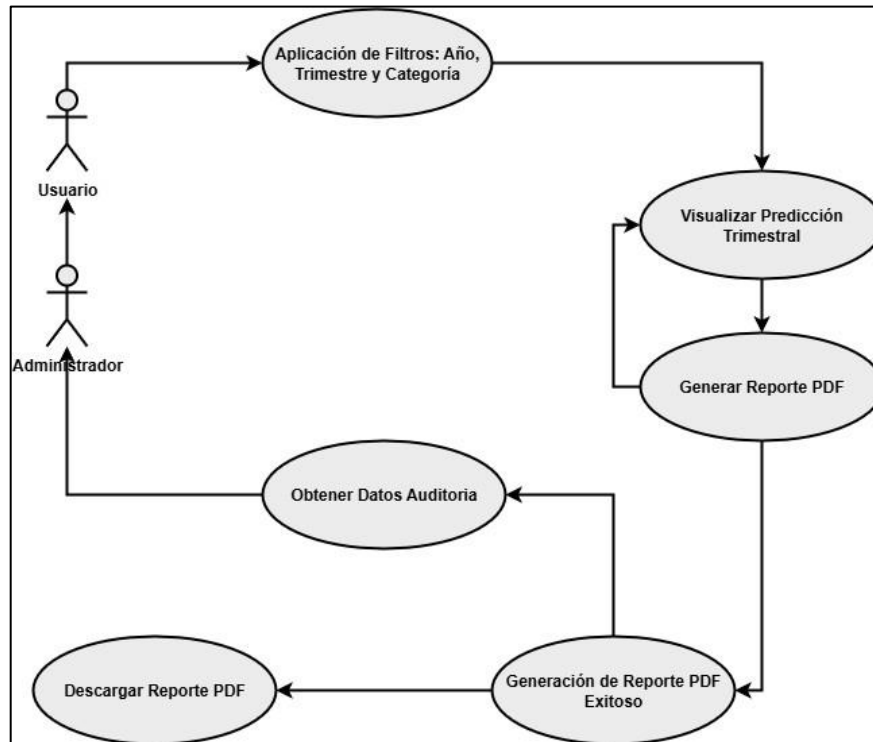 Aplicación de Filtros: Año,
Trimestre y Categoría
Usuario
Visualizar Predicción
Trimestral
Administrador
Generar Reporte PDF
Obtener Datos Auditoria
Descargar Reporte PDF
Generación de Reporte PDF
Exitoso